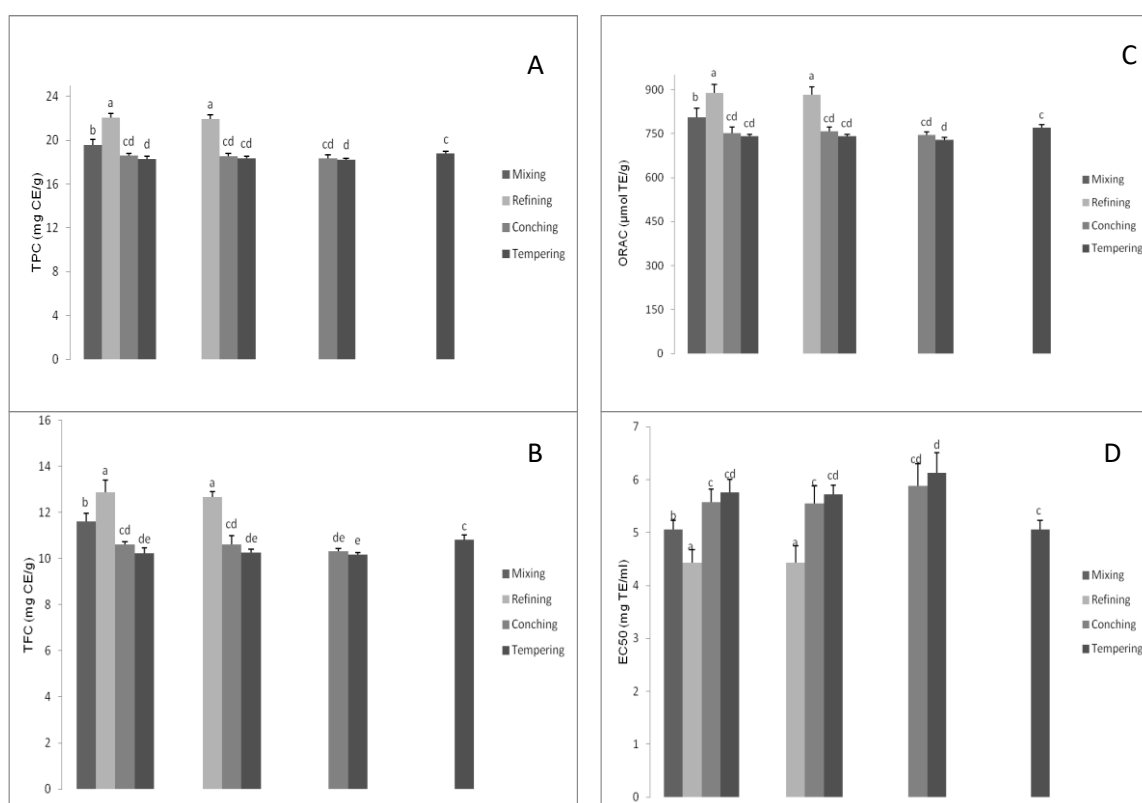 A
24
20
16
12
8
4
0
TPC (mg CE/g)
b a cd d a cd cd cd d c
Mixing
Refining
Conching
Tempering
C
900
750
600
450
300
150
0
ORAC (µmol TE/g)
b a cd cd a cd cd cd d c
Mixing
Refining
Conching
Tempering
B
16
14
12
10
8
6
4
2
0
TFC (mg CE/g)
b a cd de a cd de de e c
Mixing
Refining
Conching
Tempering
D
7
6
5
4
3
2
1
0
EC50 (mg TE/ml)
b a c cd a c cd cd d c
Mixing
Refining
Conching
Tempering